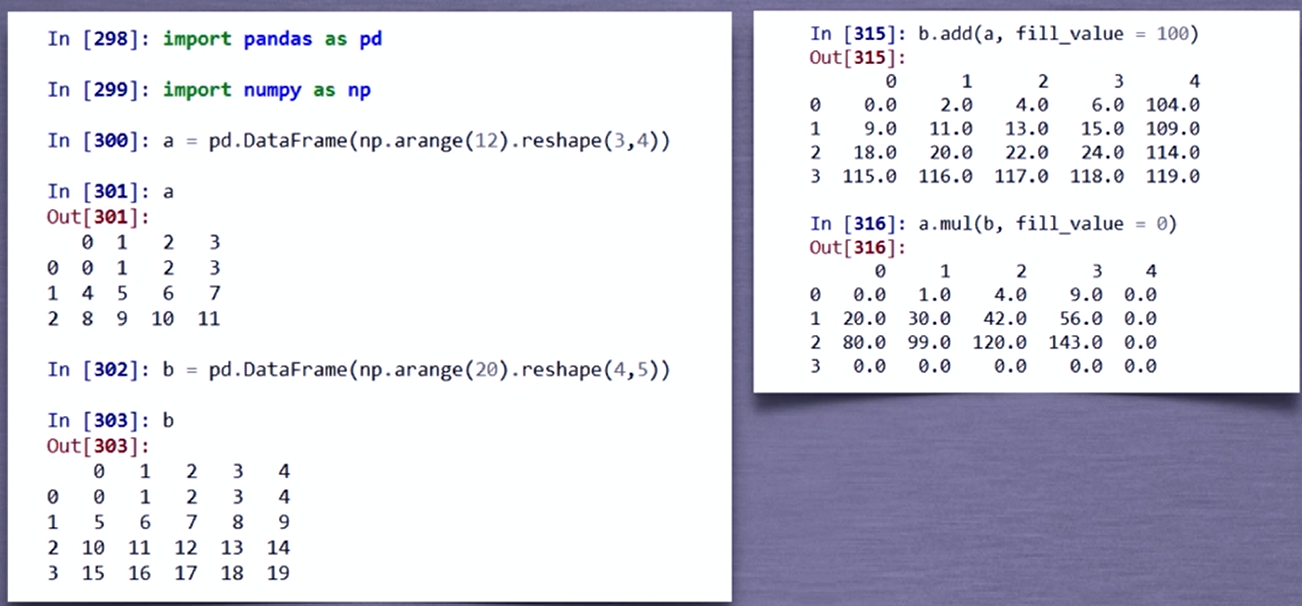 In [298]: import pandas as pd
In [299]: import numpy as np
In [300]: a = pd.DataFrame(np.arange(12).reshape(3,4))
In [301]: a
Out[301]:
0 1 2 3
0 0 1 2 3
1 4 5 6 7
2 8 9 10 11
In [302]: b = pd.DataFrame(np.arange(20).reshape(4,5))
In [303]: b
Out[303]:
0 1 2 3 4
0 0 1 2 3 4
1 5 6 7 8 9
2 10 11 12 13 14
3 15 16 17 18 19
In [315]: b.add(a, fill_value = 100)
Out[315]:
0 1 2 3 4
0 0.0 2.0 4.0 6.0 104.0
1 9.0 11.0 13.0 15.0 109.0
2 18.0 20.0 22.0 24.0 114.0
3 115.0 116.0 117.0 118.0 119.0
In [316]: a.mul(b, fill_value = 0)
Out[316]:
0 1 2 3 4
0 0.0 1.0 4.0 9.0 0.0
1 20.0 30.0 42.0 56.0 0.0
2 80.0 99.0 120.0 143.0 0.0
3 0.0 0.0 0.0 0.0 0.0